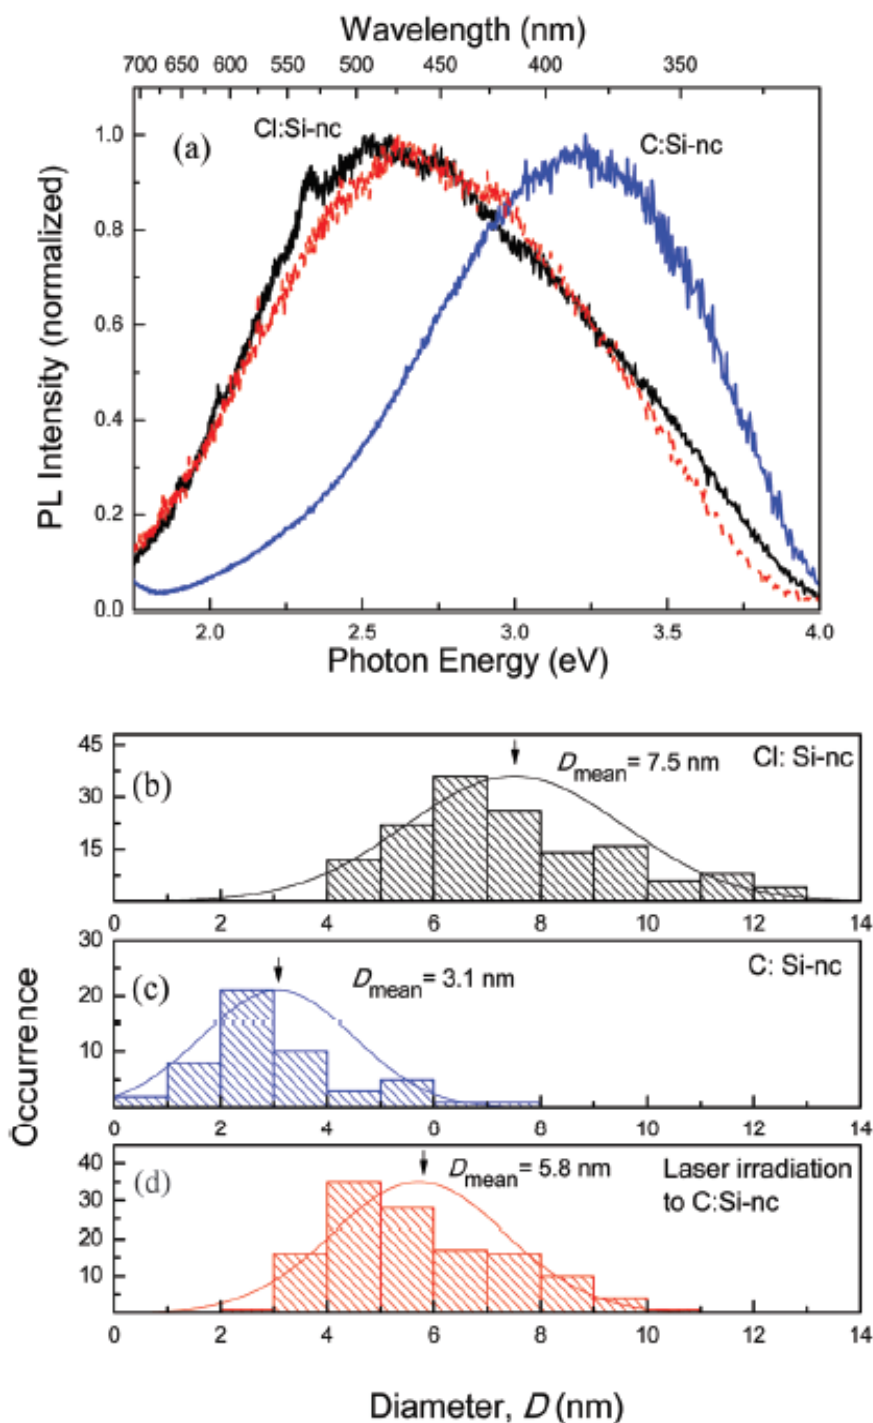 Wavelength (nm)
700 650 600 550 500 450 400 350
(a)
Cl:Si-nc
C:Si-nc
1.0
0.8
0.6
0.4
0.2
0.0
PL Intensity (normalized)
2.0 2.5 3.0 3.5 4.0
Photon Energy (eV)
45
30
15
(b)
Dmean= 7.5 nm
Cl: Si-nc
0 2 4 6 8 10 12 14
30
20
10
(c)
Dmean= 3.1 nm
C: Si-nc
0 2 4 6 8 10 12 14
Occurrence
40
30
20
10
(d)
Dmean= 5.8 nm
Laser irradiation
to C:Si-nc
0 2 4 6 8 10 12 14
Diameter, D (nm)